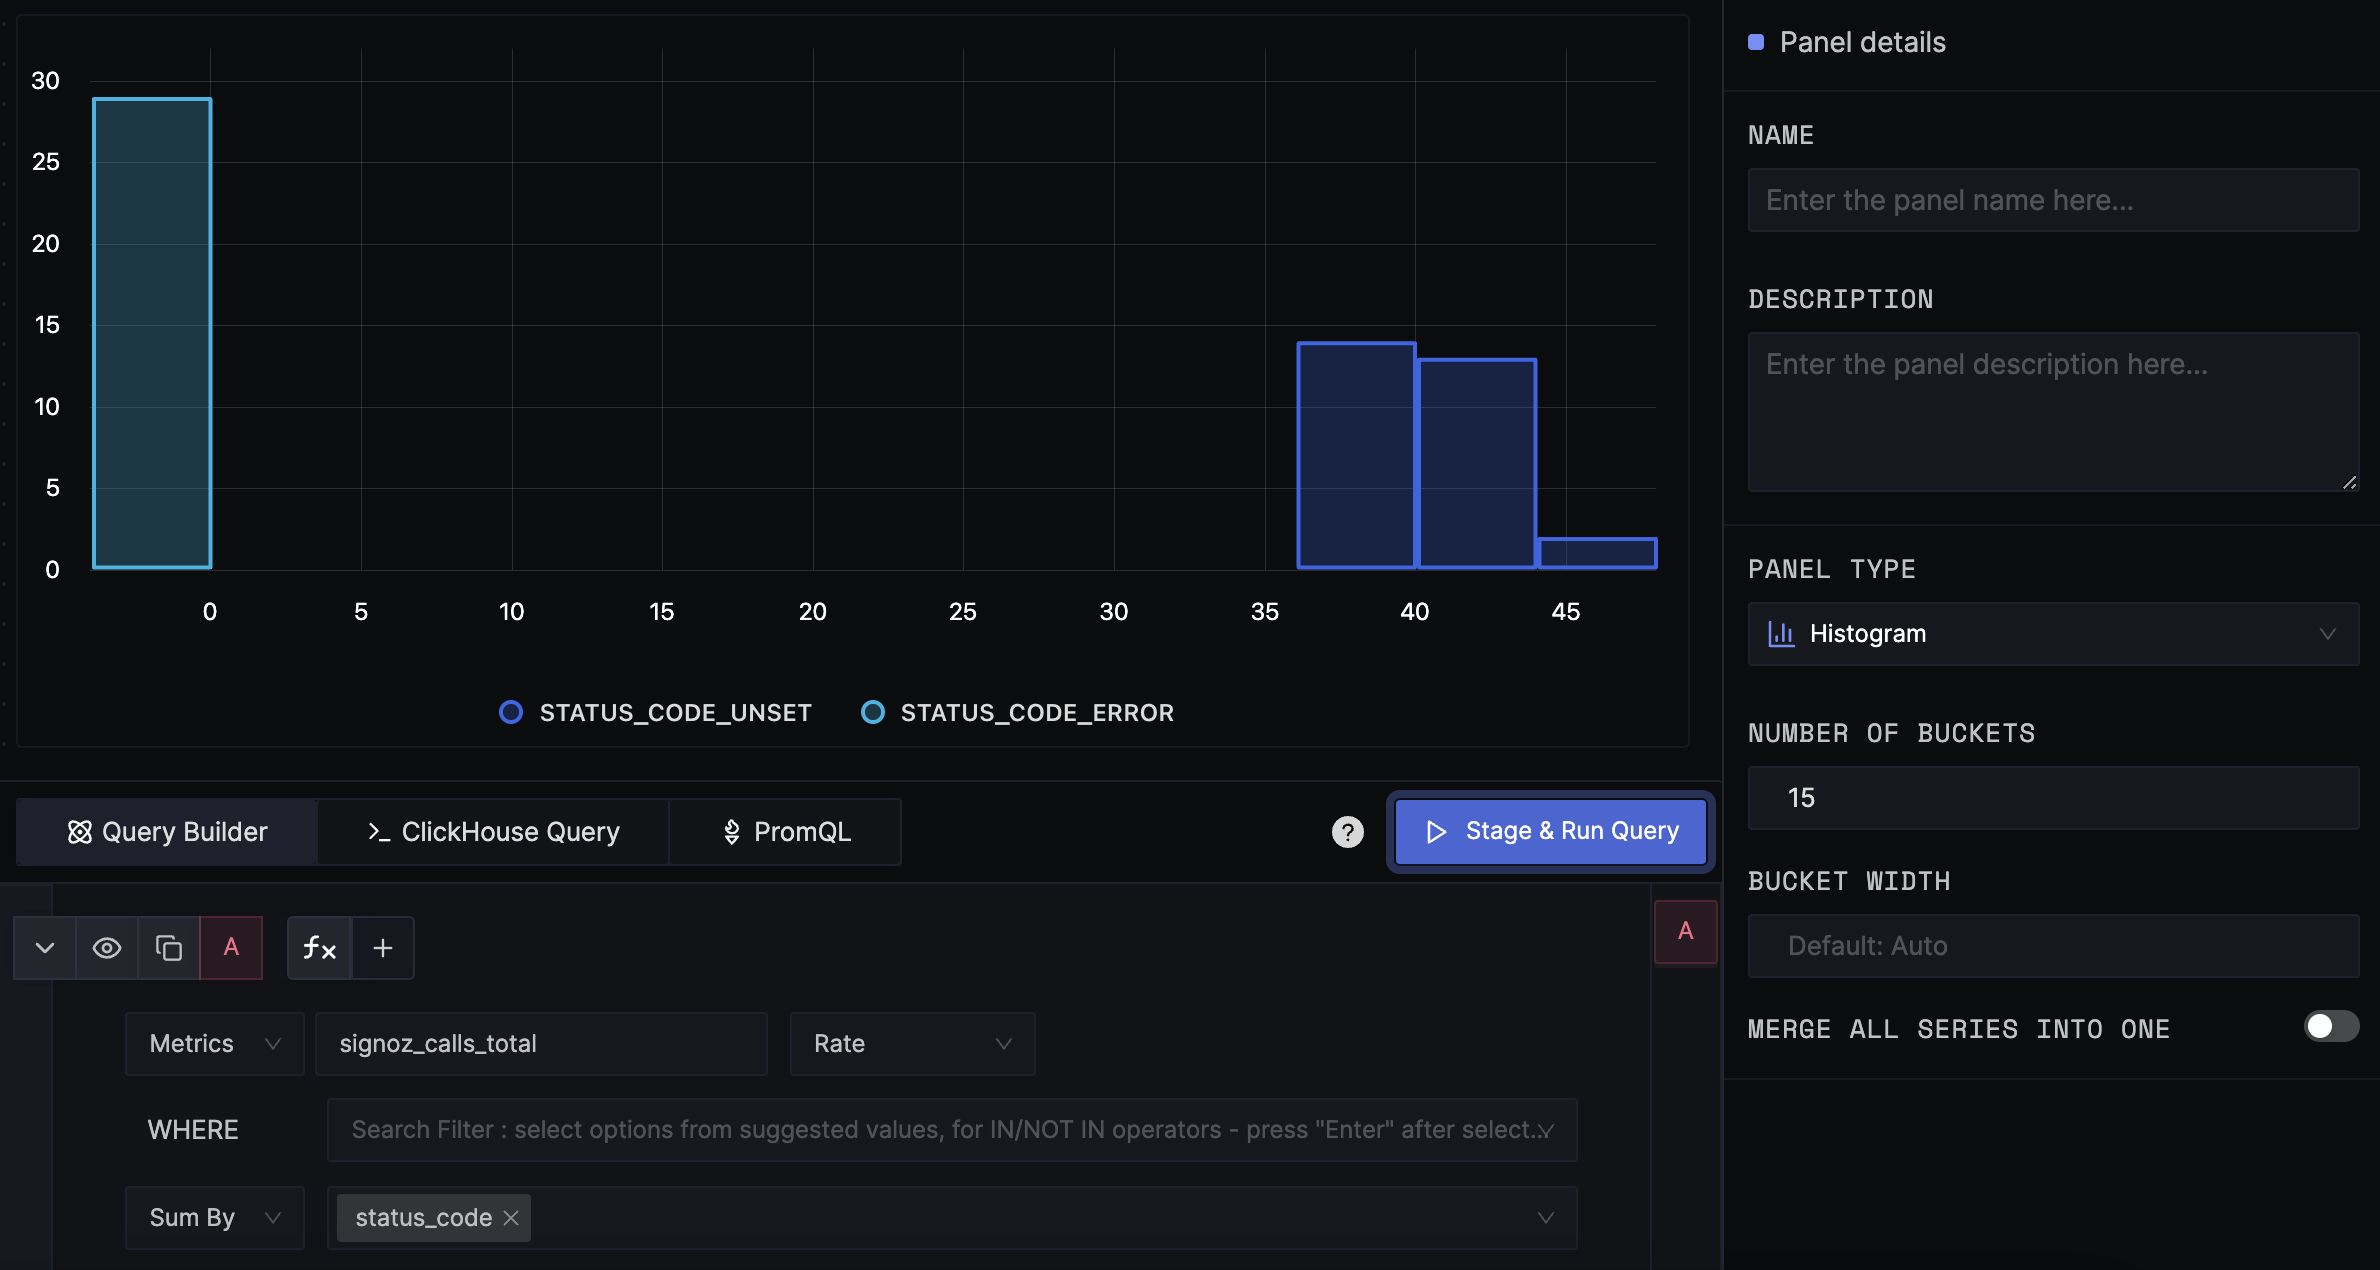 30
25
20
15
10
5
0
0 5 10 15 20 25 30 35 40 45
STATUS_CODE_UNSET STATUS_CODE_ERROR
Query Builder ClickHouse Query PromQL ? Stage & Run Query
A fx + A
Metrics signoz_calls_total Rate
WHERE Search Filter : select options from suggested values, for IN/NOT IN operators - press "Enter" after select...
Sum By status_code
Panel details
NAME
Enter the panel name here...
DESCRIPTION
Enter the panel description here...
PANEL TYPE
Histogram
NUMBER OF BUCKETS
15
BUCKET WIDTH
Default: Auto
MERGE ALL SERIES INTO ONE